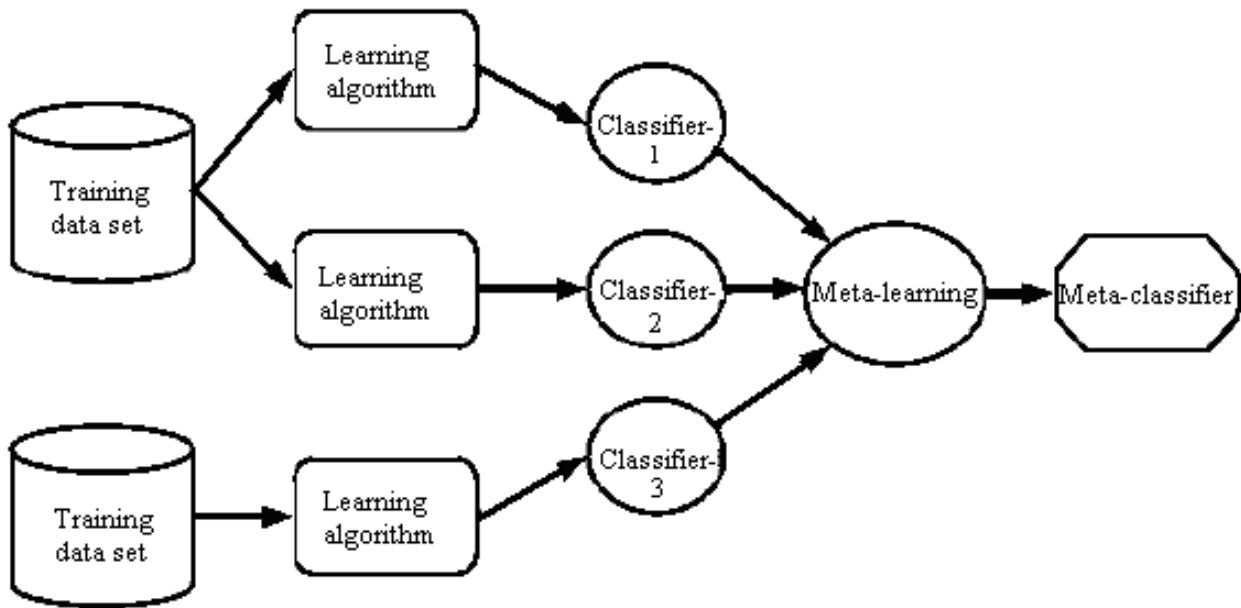 Learning
algorithm
Classifier-
1
Training
data set
Learning
algorithm
Classifier-
2
Meta-learning
Meta-classifier
Training
data set
Learning
algorithm
Classifier-
3